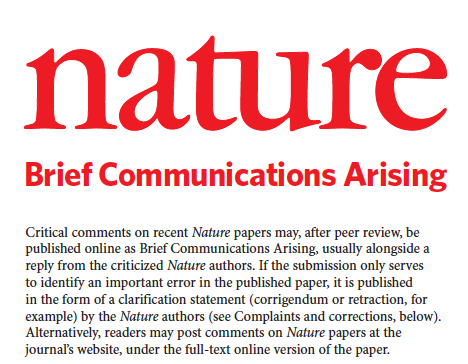 nature
Brief Communications Arising
Critical comments on recent Nature papers may, after peer review, be
published online as Brief Communications Arising, usually alongside a
reply from the criticized Nature authors. If the submission only serves
to identify an important error in the published paper, it is published
in the form of a clarification statement (corrigendum or retraction, for
example) by the Nature authors (see Complaints and corrections, below).
Alternatively, readers may post comments on Nature papers at the
journal's website, under the full-text online version of the paper.